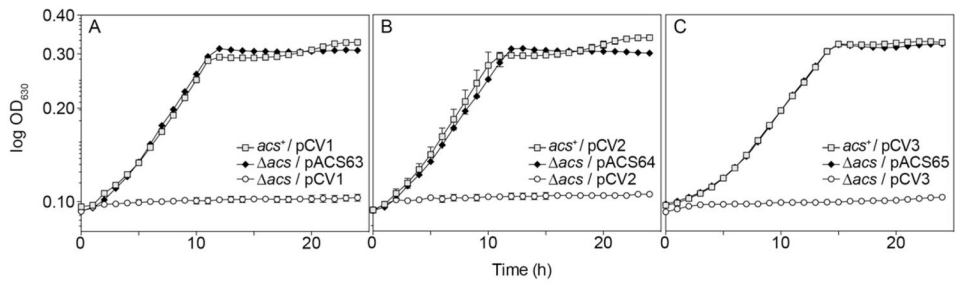 A B C
0.40
0.30
0.20
0.10
log OD630
acs+ / pCV1
Δacs / pACS63
Δacs / pCV1
acs+ / pCV2
Δacs / pACS64
Δacs / pCV2
acs+ / pCV3
Δacs / pACS65
Δacs / pCV3
0 10 20 0 10 20 0 10 20
Time (h)